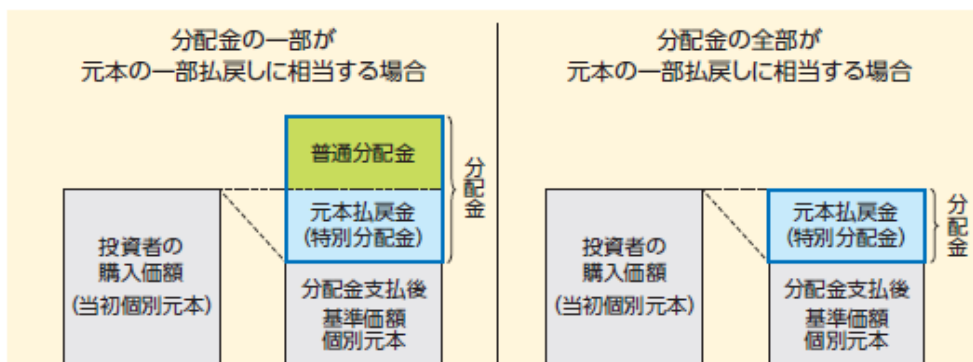 分配金の一部が
元本の一部払戻しに相当する場合
普通分配金
元本払戻金
(特別分配金)
分配金
投資者の
購入価額
(当初個別元本)
分配金支払後
基準価額
個別元本
分配金の全部が
元本の一部払戻しに相当する場合
元本払戻金
(特別分配金)
分配金
投資者の
購入価額
(当初個別元本)
分配金支払後
基準価額
個別元本